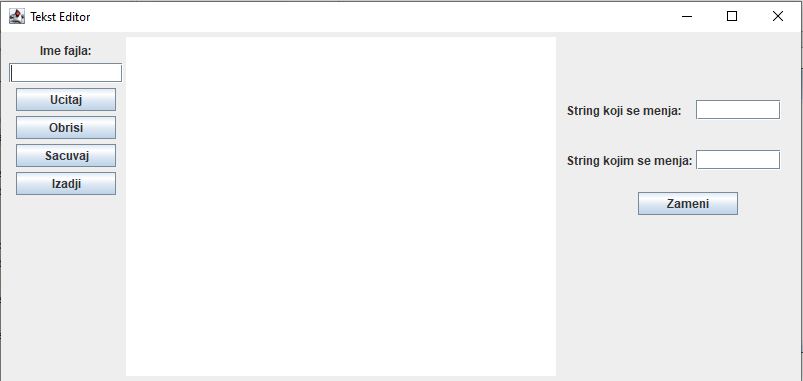 Tekst Editor
Ime fajla:
Ucitaj
Obrisi
Sacuvaj
Izadji
String koji se menja:
String kojim se menja:
Zameni